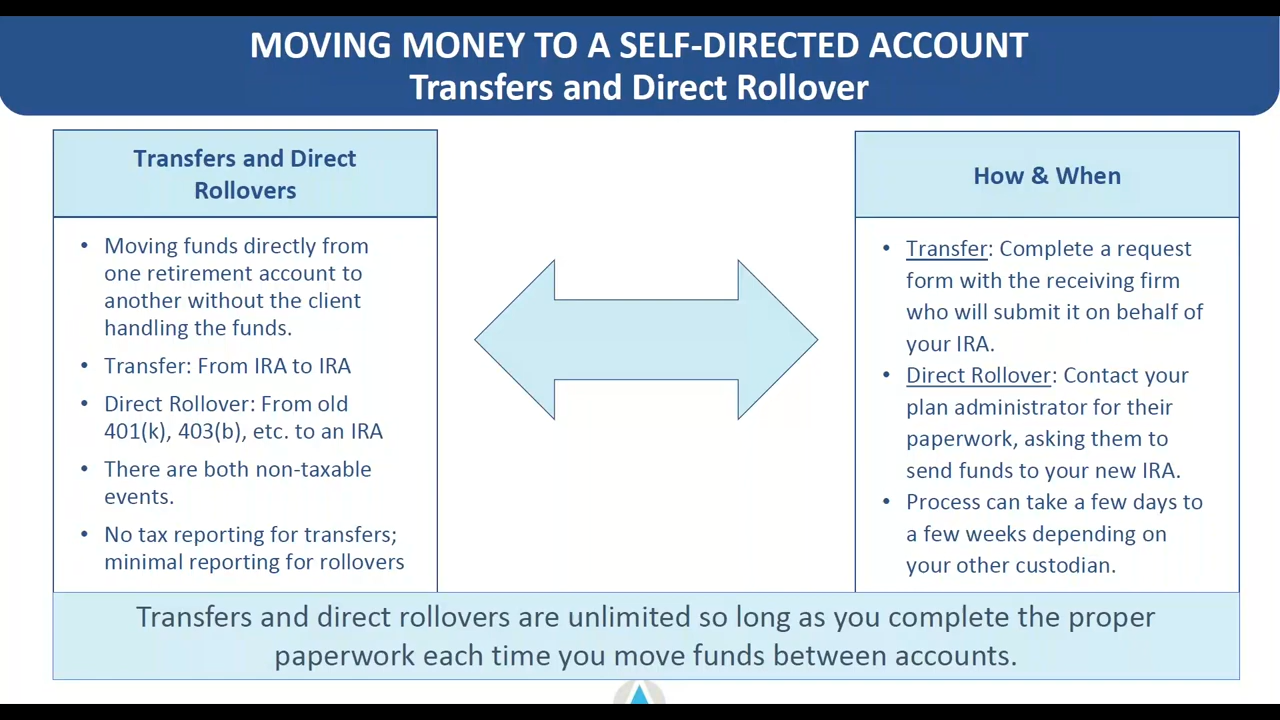 MOVING MONEY TO A SELF-DIRECTED ACCOUNT
Transfers and Direct Rollover
Transfers and Direct
Rollovers
• Moving funds directly from
one retirement account to
another without the client
handling the funds.
• Transfer: From IRA to IRA
• Direct Rollover: From old
401(k), 403(b), etc. to an IRA
• There are both non-taxable
events.
• No tax reporting for transfers;
minimal reporting for rollovers
How & When
• Transfer: Complete a request
form with the receiving firm
who will submit it on behalf of
your IRA.
• Direct Rollover: Contact your
plan administrator for their
paperwork, asking them to
send funds to your new IRA.
• Process can take a few days to
a few weeks depending on
your other custodian.
Transfers and direct rollovers are unlimited so long as you complete the proper
paperwork each time you move funds between accounts.